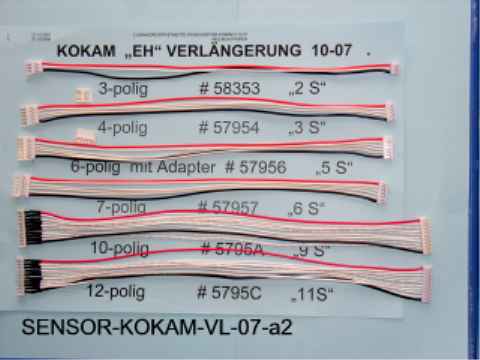 KOKAM „EH“ VERLÄNGERUNG 10-07 .
3-polig # 58353 „2 S“
4-polig # 57954 „3 S“
6-polig mit Adapter # 57956 „5 S“
7-polig # 57957 „6 S“
10-polig # 5795A „9 S“
12-polig # 5795C „11S“
SENSOR-KOKAM-VL-07-a2